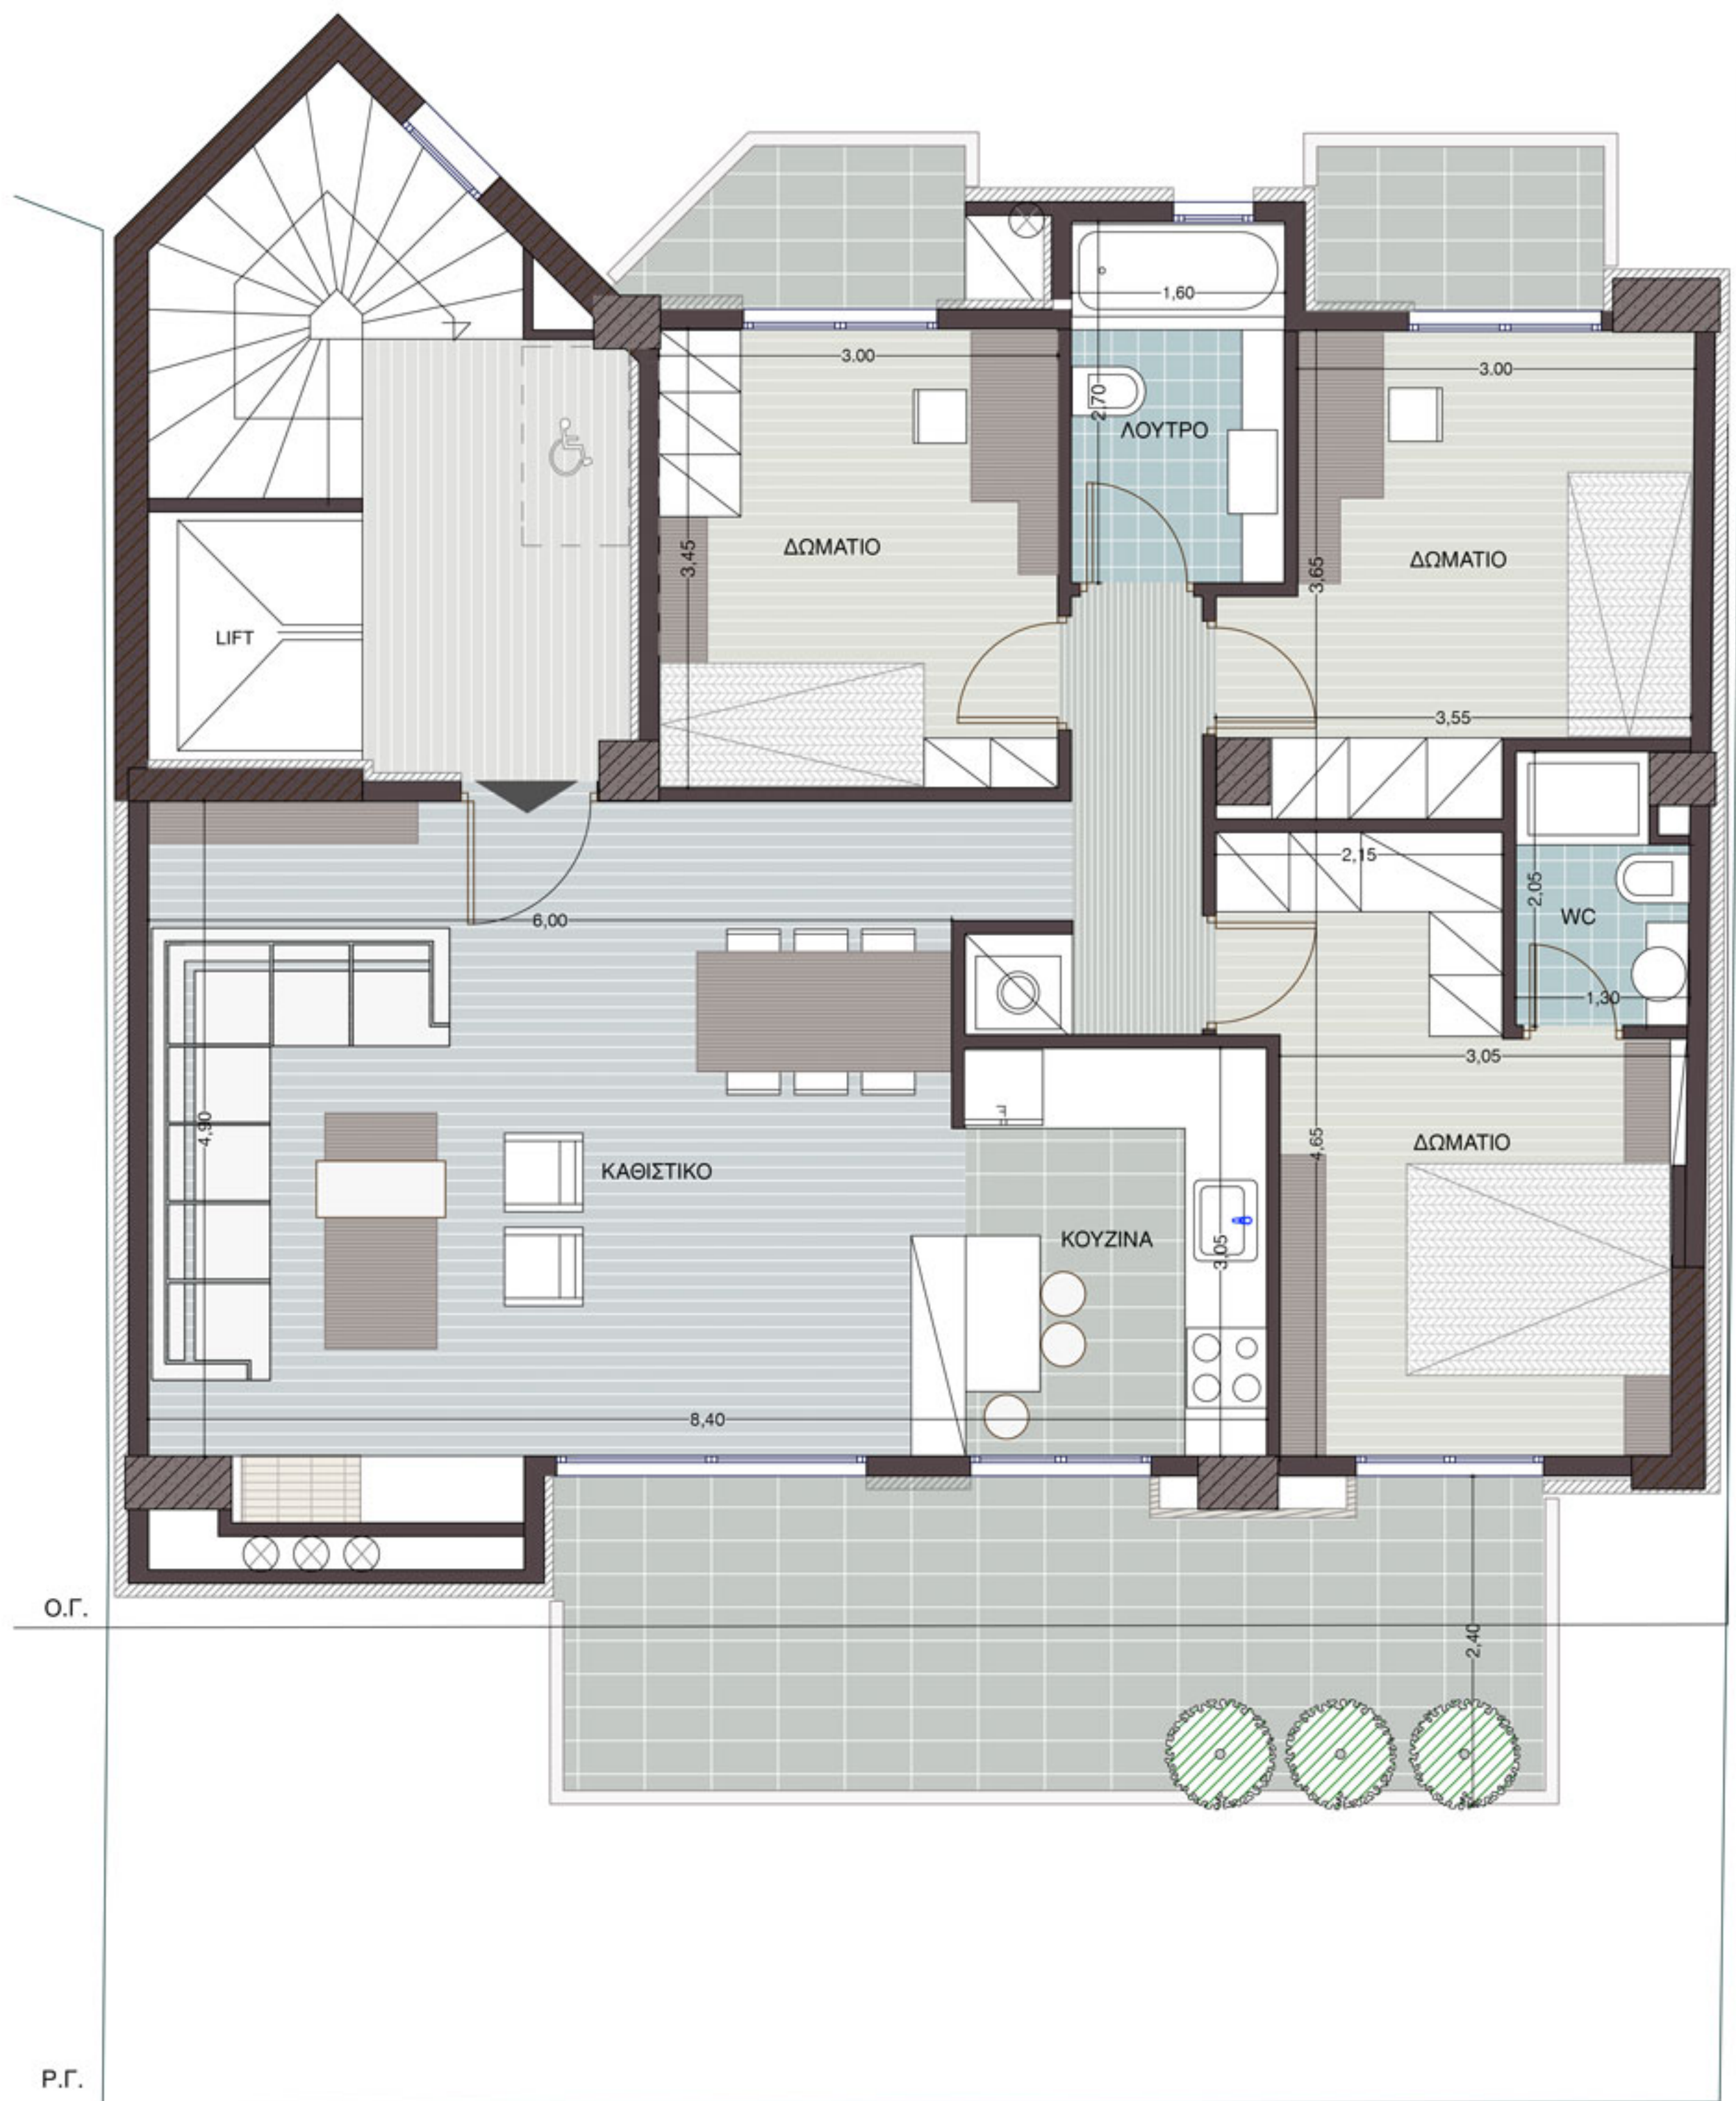 1,60
3.00
3.00
2,70
ΛΟΥΤΡΟ
ΔΩΜΑΤΙΟ
3,45
ΔΩΜΑΤΙΟ
3,65
LIFT
3,55
2,15
2,05
WC
6,00
1,30
3,05
4,90
4,65
ΔΩΜΑΤΙΟ
ΚΑΘΙΣΤΙΚΟ
ΚΟΥΖΙΝΑ
3,05
8,40
Ο.Γ.
2,40
Ρ.Γ.